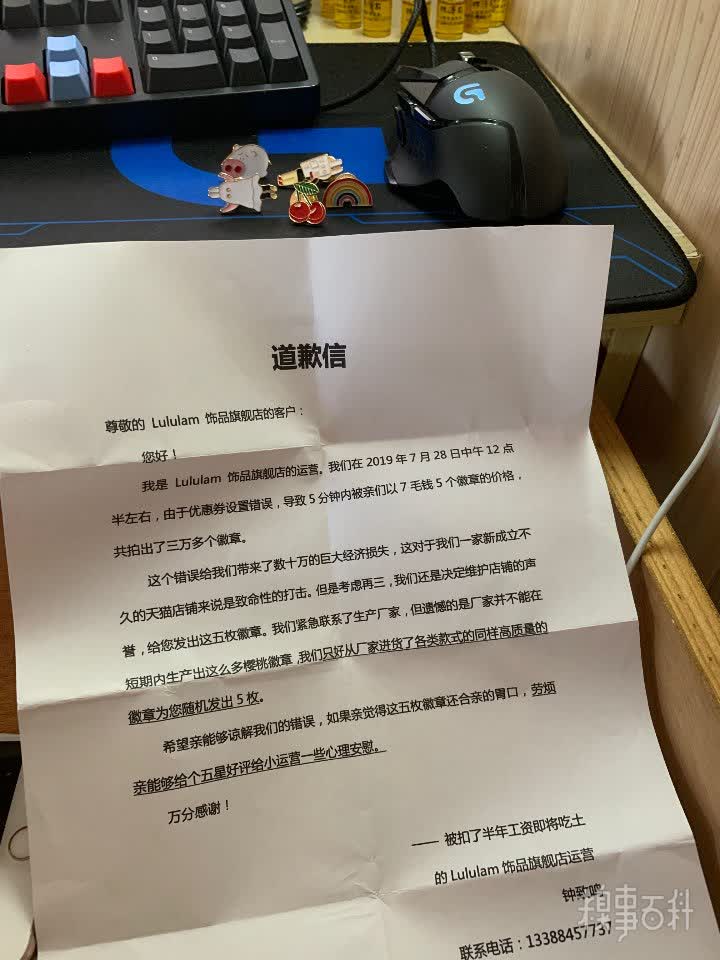 道歉信
尊敬的 Lululam 饰品旗舰店的客户：
您好！
我是 Lululam 饰品旗舰店的运营。我们在 2019 年 7 月 28 日中午 12 点
半左右，由于优惠券设置错误，导致 5 分钟内被亲们以 7 毛钱 5 个徽章的价格，
共拍出了三万多个徽章。
这个错误给我们带来了数十万的巨大经济损失，这对于我们一家新成立不
久的天猫店铺来说是致命性的打击。但是考虑再三，我们还是决定维护店铺的声
誉，给您发出这五枚徽章。我们紧急联系了生产厂家，但遗憾的是厂家并不能在
短期内生产出这么多樱桃徽章，我们只好从厂家进货了各类款式的同样高质量的
徽章为您随机发出 5 枚。
希望亲能够谅解我们的错误，如果亲觉得这五枚徽章还合亲的胃口，劳烦
亲能够给个五星好评给小运营一些心理安慰。
万分感谢！
—— 被扣了半年工资即将吃土
的 Lululam 饰品旗舰店运营
钟致鸣
联系电话：13388457737
糗事百科